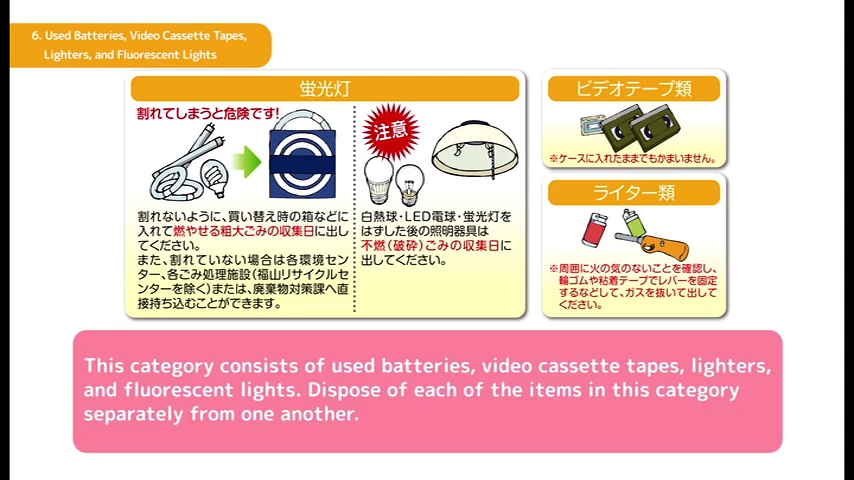 6. Used Batteries, Video Cassette Tapes,
Lighters, and Fluorescent Lights
蛍光灯
割れてしまうと危険です!
割れないように、買い替え時の箱などに
入れて燃やせる粗大ごみの収集日に出し
てください。
また、割れていない場合は各環境セン
ター、各ごみ処理施設(福山リサイクルセ
ンターを除く)または、廃棄物対策課へ直
接持ち込むことができます。
注意
白熱球・LED電球・蛍光灯を
はずした後の照明器具は
不燃(破砕)ごみの収集日に
出してください。
ビデオテープ類
※ケースに入れたままでもかまいません。
ライター類
※周囲に火の気のないことを確認し、
輪ゴムや粘着テープでレバーを固定
するなどして、ガスを抜いて出して
ください。
This category consists of used batteries, video cassette tapes, lighters,
and fluorescent lights. Dispose of each of the items in this category
separately from one another.